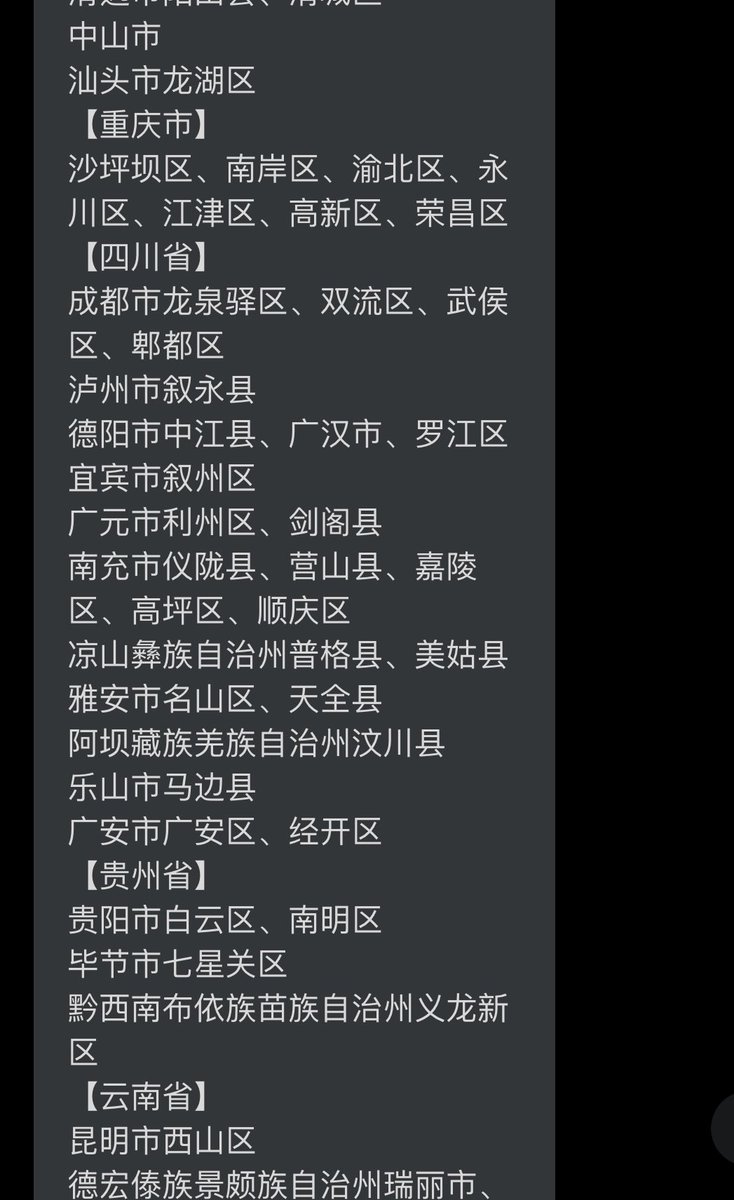 中山市
汕头市龙湖区
【重庆市】
沙坪坝区、南岸区、渝北区、永
川区、江津区、高新区、荣昌区
【四川省】
成都市龙泉驿区、双流区、武侯
区、郫都区
泸州市叙永县
德阳市中江县、广汉市、罗江区
宜宾市叙州区
广元市利州区、剑阁县
南充市仪陇县、营山县、嘉陵
区、高坪区、顺庆区
凉山彝族自治州普格县、美姑县
雅安市名山区、天全县
阿坝藏族羌族自治州汶川县
乐山市马边县
广安市广安区、经开区
【贵州省】
贵阳市白云区、南明区
毕节市七星关区
黔西南布依族苗族自治州义龙新
区
【云南省】
昆明市西山区
德宏傣族景颇族自治州瑞丽市、